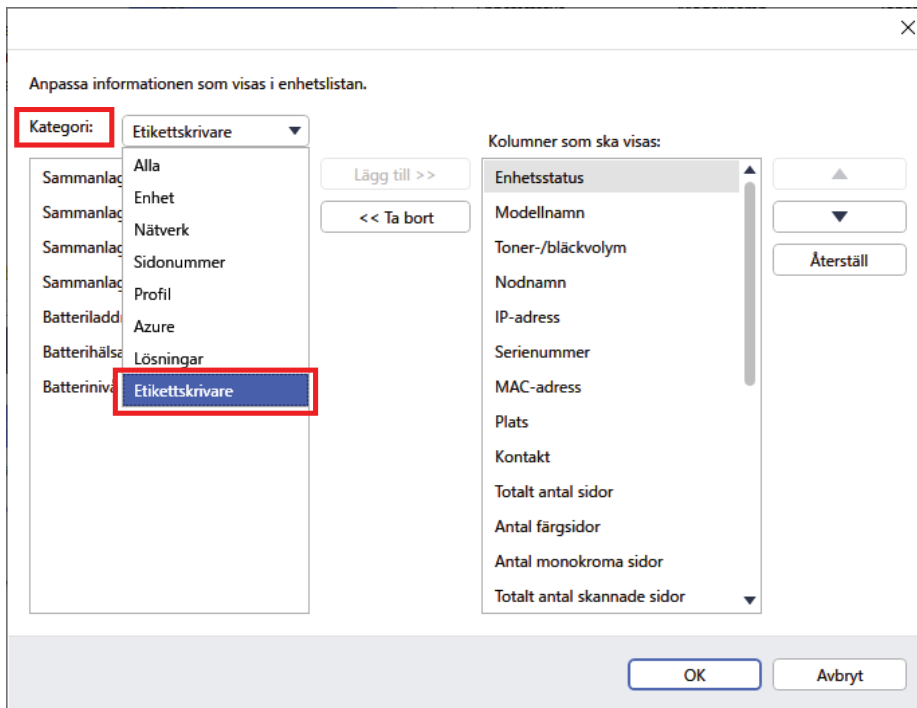 Anpassa informationen som visas i enhetslistan.
Kategori:
Etikettskrivare
Alla
Enhet
Nätverk
Sidonummer
Profil
Azure
Lösningar
Etikettskrivare
Lägg till >>
<< Ta bort
Kolumner som ska visas:
Enhetsstatus
Modellnamn
Toner-/bläckvolym
Nodnamn
IP-adress
Serienummer
MAC-adress
Plats
Kontakt
Totalt antal sidor
Antal färgsidor
Antal monokroma sidor
Totalt antal skannade sidor
Återställ
OK
Avbryt